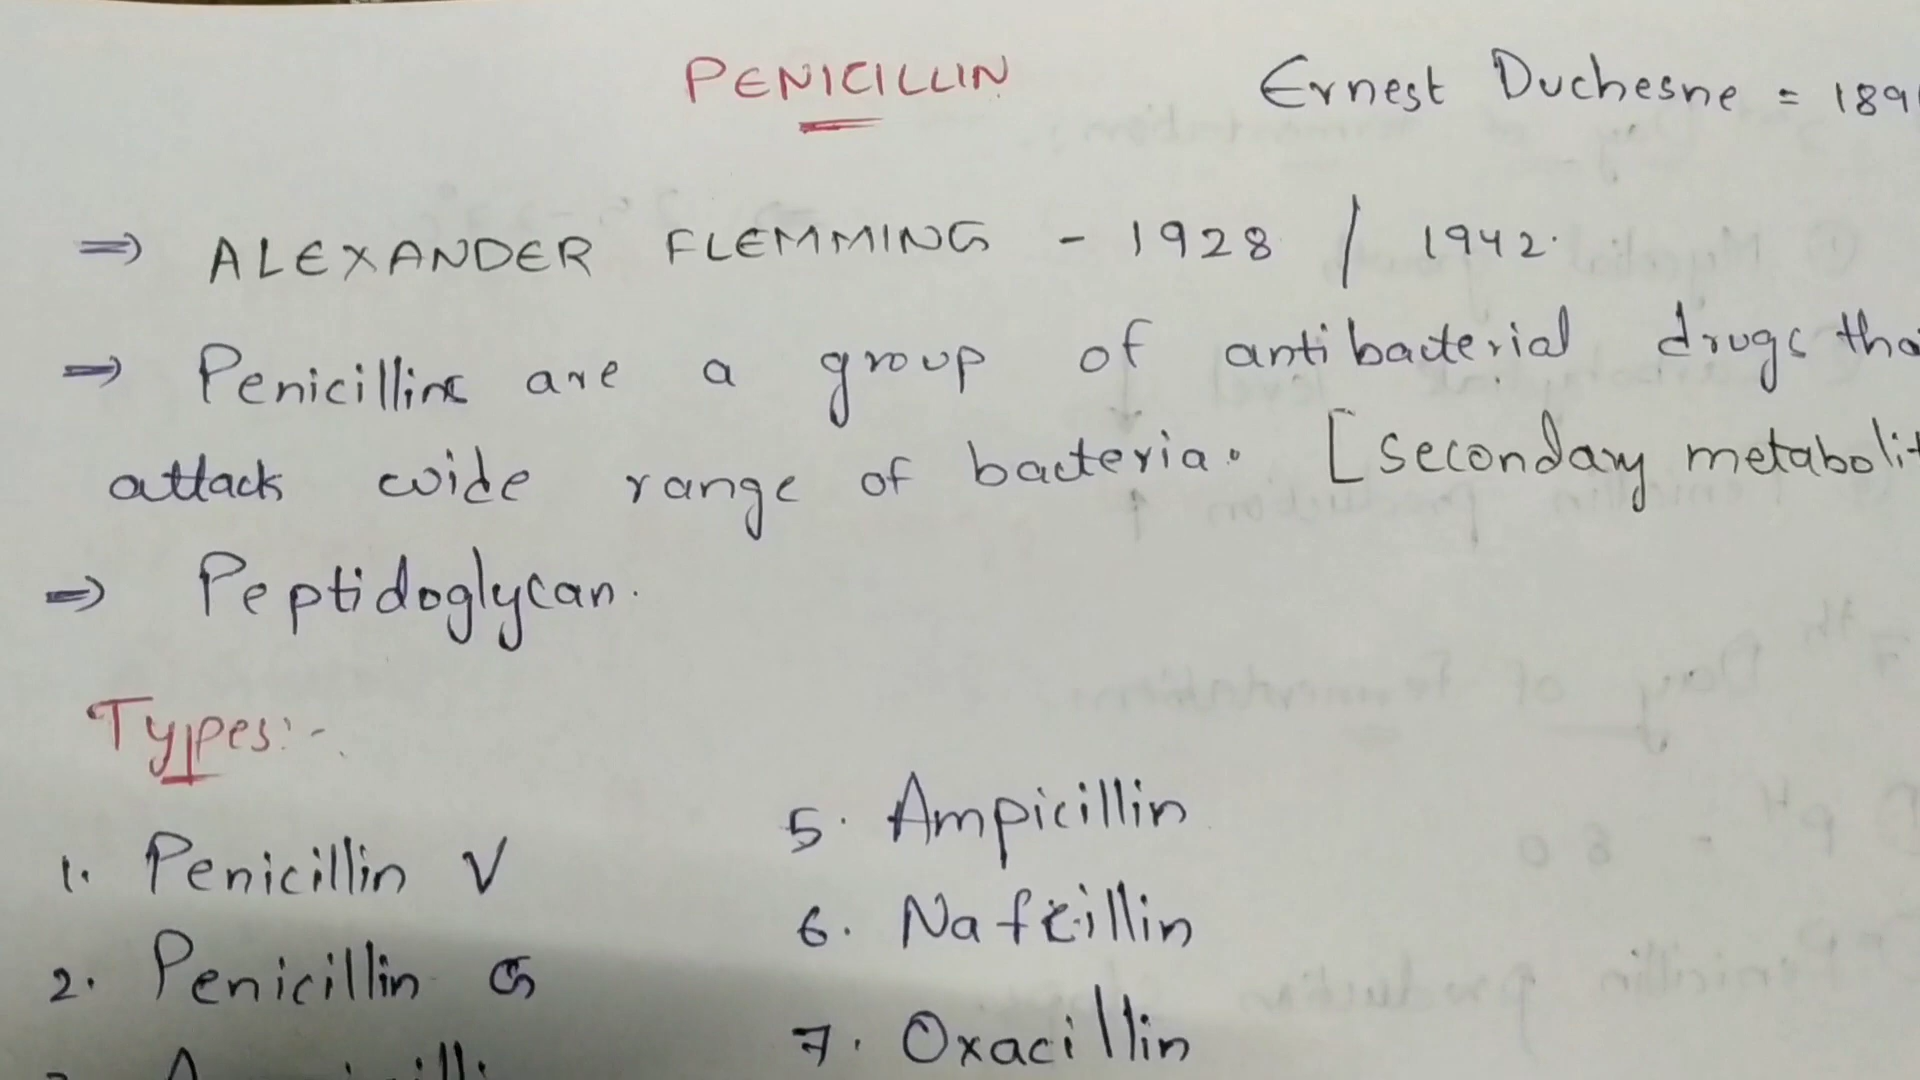 PENICILLIN Ernest Duchesne = 189
⇒ ALEXANDER FLEMMING - 1928 / 1942.
⇒ Penicillins are a group of antibacterial drugs tha
attack wide range of bacteria. [secondary metabolit
⇒ Peptidoglycan.
Types:-
1. Penicillin V
5. Ampicillin
2. Penicillin G
6. Nafcillin
7. Oxacillin